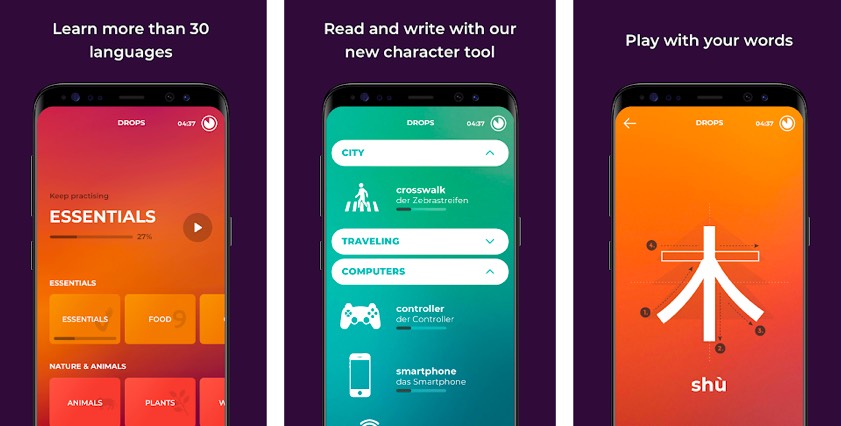 Learn more than 30
languages
DROPS
04:37
Keep practising
ESSENTIALS
27%
ESSENTIALS
ESSENTIALS
FOOD
9
NATURE & ANIMALS
ANIMALS
PLANTS
W
Read and write with our
new character tool
DROPS
04:37
CITY
crosswalk
der Zebrastreifen
TRAVELING
COMPUTERS
controller
der Controller
smartphone
das Smartphone
Play with your words
DROPS
04:37
4.
木
1.
3.
2.
shù